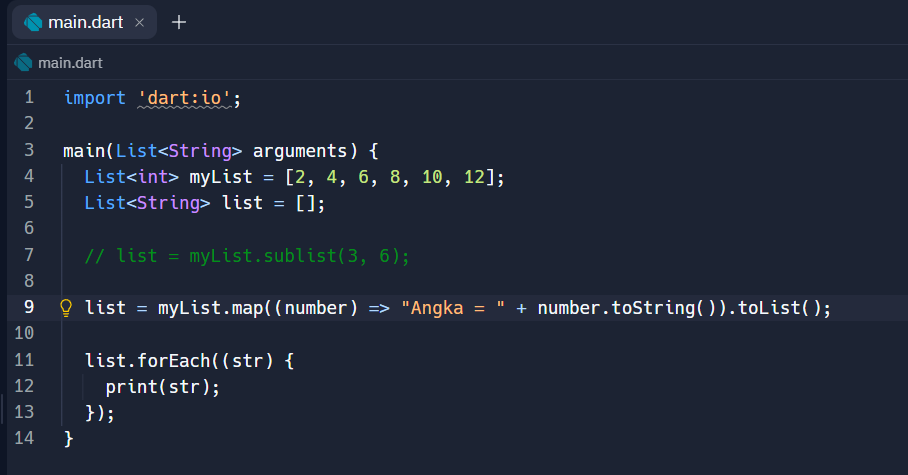 main.dart × +
main.dart
1 import 'dart:io';
2
3 main(List<String> arguments) {
4   List<int> myList = [2, 4, 6, 8, 10, 12];
5   List<String> list = [];
6
7   // list = myList.sublist(3, 6);
8
9   list = myList.map((number) => "Angka = " + number.toString()).toList();
10
11   list.forEach((str) {
12     print(str);
13   });
14 }